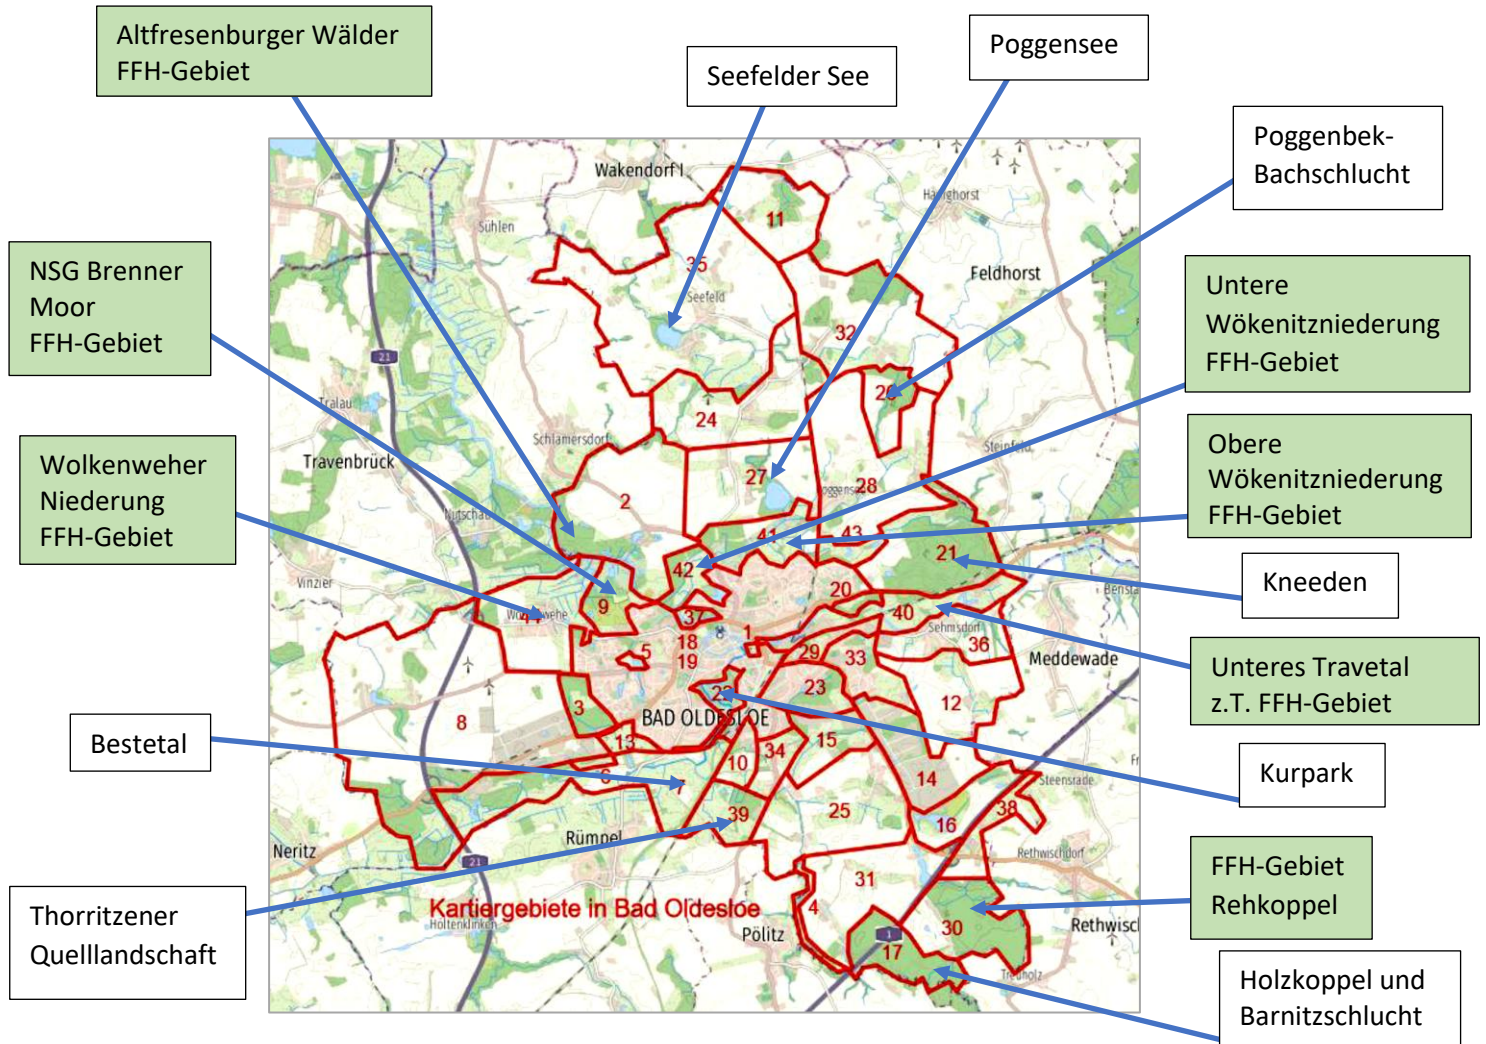 Altfresenburger Wälder
FFH-Gebiet
Seefelder See
Poggensee
Poggenbek-
Bachschlucht
NSG Brenner
Moor
FFH-Gebiet
Untere
Wökenitzniederung
FFH-Gebiet
Wolkenweher
Niederung
FFH-Gebiet
Obere
Wökenitzniederung
FFH-Gebiet
Kneeden
Unteres Travetal
z.T. FFH-Gebiet
Bestetal
Kurpark
Thorritzener
Quelllandschaft
FFH-Gebiet
Rehkoppel
Holzkoppel und
Barnitzschlucht
Wakendorf I
Sühlen
11
35
Seefeld
Feldhorst
32
21
24
Tralau
Schlamersdorf
Travenbrück
Steinfeld
27
28
2
Nütschau
41
43
21
42
Vinzier
9
20
40
37
Sehmsdorf
18
1
5
19
29
33
36
Meddewade
23
12
3
22
8
BAD OLDESLOE
13
15
10
34
14
6
7
25
Steensrade
38
39
16
Rümpel
Neritz
21
Rethwischdorf
31
4
Kartiergebiete in Bad Oldesloe
30
Pölitz
1
17
Treuholz